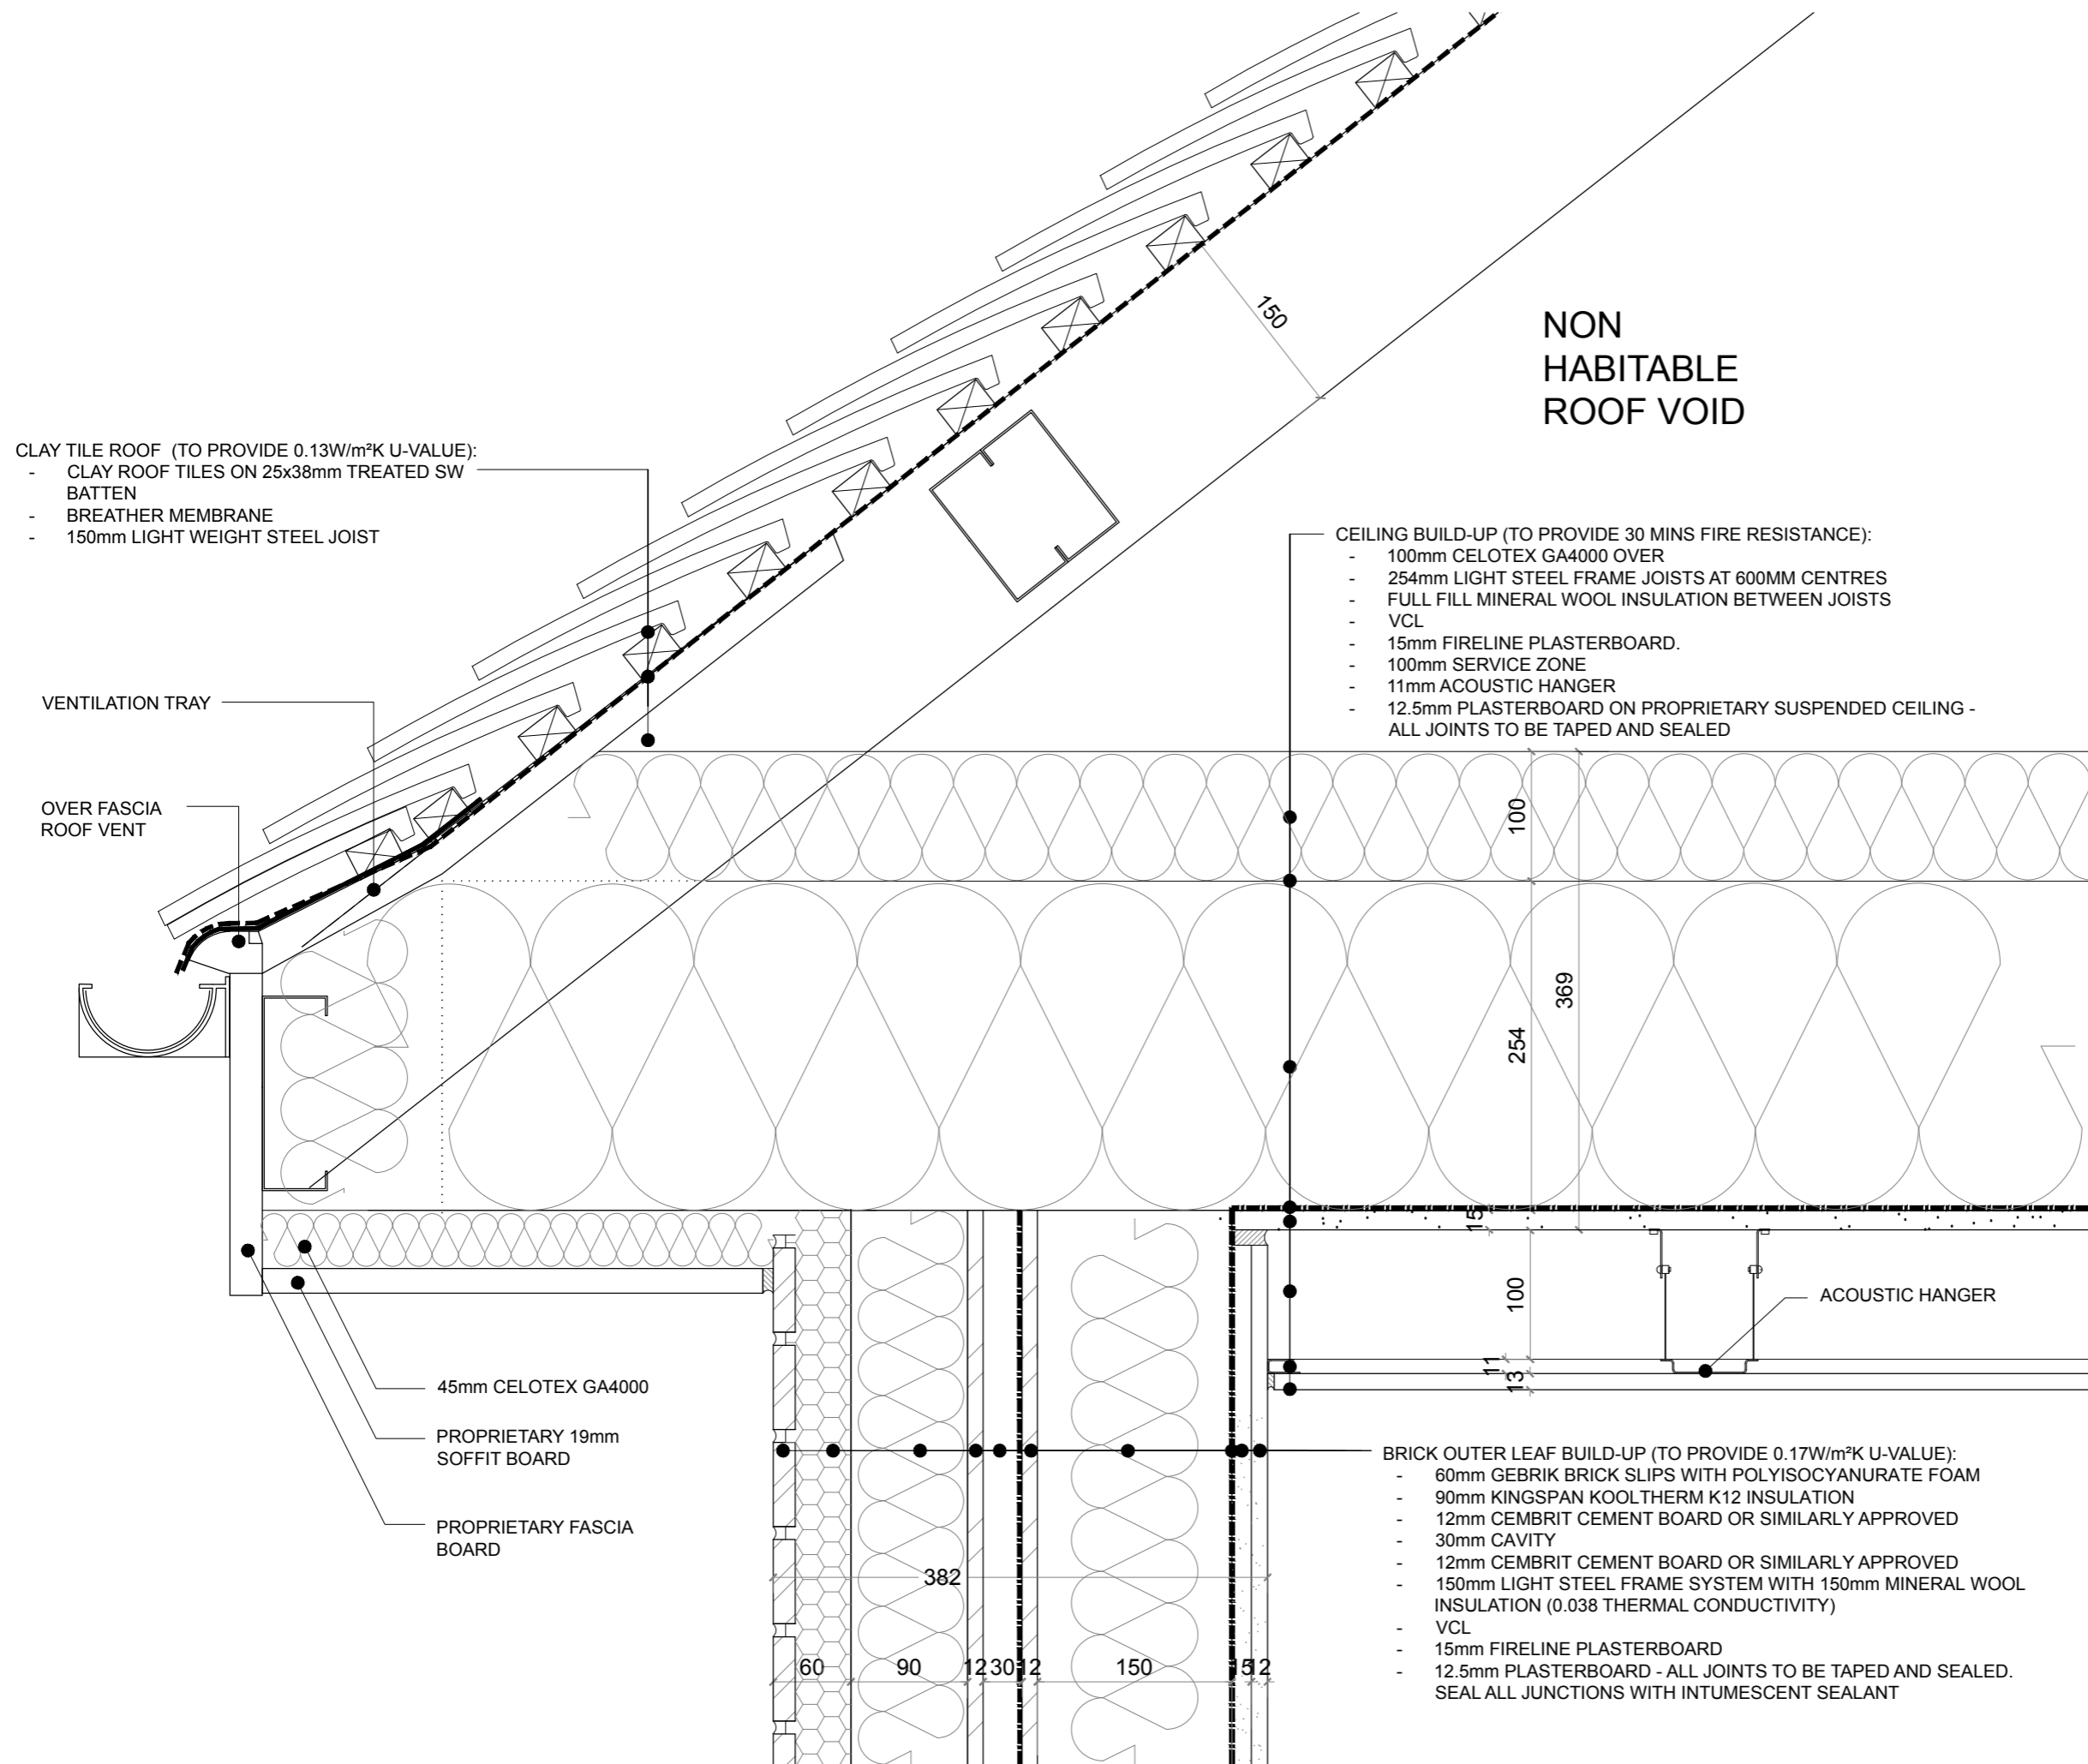 NON
HABITABLE
ROOF VOID
150
CLAY TILE ROOF (TO PROVIDE 0.13W/m²K U-VALUE):
- CLAY ROOF TILES ON 25x38mm TREATED SW
BATTEN
- BREATHER MEMBRANE
- 150mm LIGHT WEIGHT STEEL JOIST
VENTILATION TRAY
OVER FASCIA
ROOF VENT
CEILING BUILD-UP (TO PROVIDE 30 MINS FIRE RESISTANCE):
- 100mm CELOTEX GA4000 OVER
- 254mm LIGHT STEEL FRAME JOISTS AT 600MM CENTRES
- FULL FILL MINERAL WOOL INSULATION BETWEEN JOISTS
- VCL
- 15mm FIRELINE PLASTERBOARD.
- 100mm SERVICE ZONE
- 11mm ACOUSTIC HANGER
- 12.5mm PLASTERBOARD ON PROPRIETARY SUSPENDED CEILING -
ALL JOINTS TO BE TAPED AND SEALED
100
369
254
15
100
11
13
ACOUSTIC HANGER
45mm CELOTEX GA4000
PROPRIETARY 19mm
SOFFIT BOARD
PROPRIETARY FASCIA
BOARD
BRICK OUTER LEAF BUILD-UP (TO PROVIDE 0.17W/m²K U-VALUE):
- 60mm GEBRIK BRICK SLIPS WITH POLYISOCYANURATE FOAM
- 90mm KINGSPAN KOOLTHERM K12 INSULATION
- 12mm CEMBRIT CEMENT BOARD OR SIMILARLY APPROVED
- 30mm CAVITY
- 12mm CEMBRIT CEMENT BOARD OR SIMILARLY APPROVED
- 150mm LIGHT STEEL FRAME SYSTEM WITH 150mm MINERAL WOOL
INSULATION (0.038 THERMAL CONDUCTIVITY)
- VCL
- 15mm FIRELINE PLASTERBOARD
- 12.5mm PLASTERBOARD - ALL JOINTS TO BE TAPED AND SEALED.
SEAL ALL JUNCTIONS WITH INTUMESCENT SEALANT
382
60 90 12 30 12 150 15 12